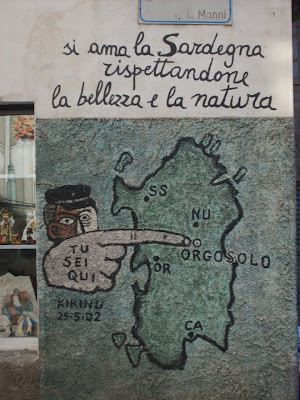 L. Monni
si ama la Sardegna
rispettandone
la bellezza e la natura
SS
NU
TU
SEI
QUI
ORGOSOLO
OR
KIKINU
25-5-02
CA